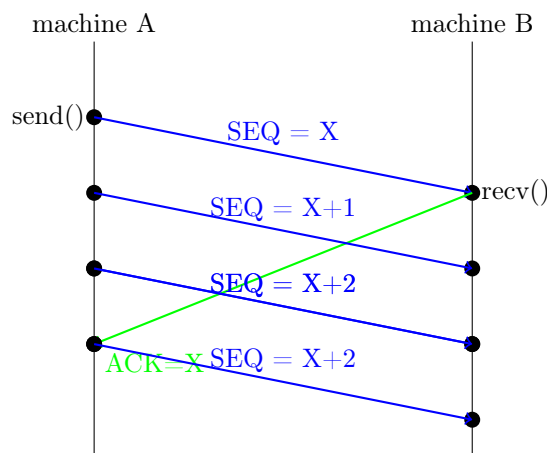 machine A
machine B
send()
SEQ = X
recv()
SEQ = X+1
SEQ = X+2
SEQ = X+2
ACK=X